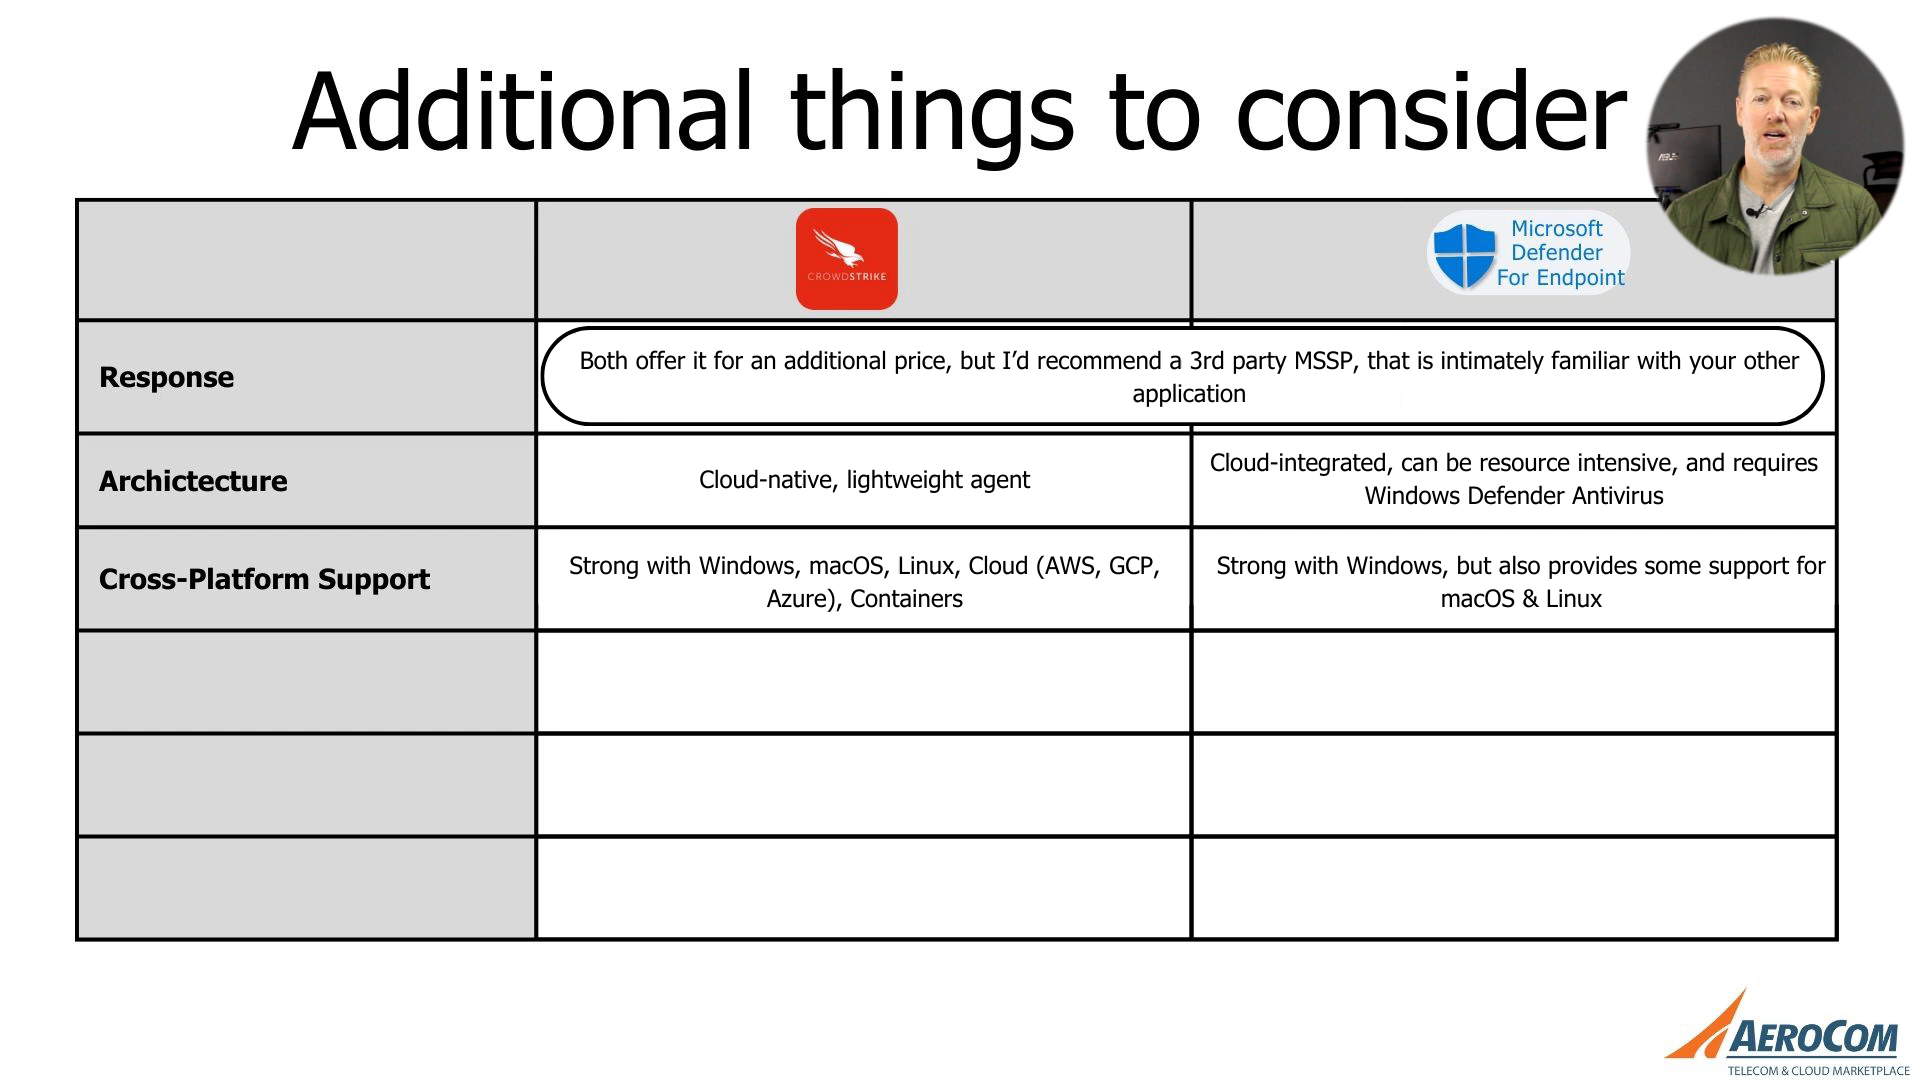 Additional things to consider
CROWDSTRIKE
Microsoft
Defender
For Endpoint
Response
Both offer it for an additional price, but I’d recommend a 3rd party MSSP, that is intimately familiar with your other
application
Archictecture
Cloud-native, lightweight agent
Cloud-integrated, can be resource intensive, and requires
Windows Defender Antivirus
Cross-Platform Support
Strong with Windows, macOS, Linux, Cloud (AWS, GCP,
Azure), Containers
Strong with Windows, but also provides some support for
macOS & Linux
AEROCOM
TELECOM & CLOUD MARKETPLACE